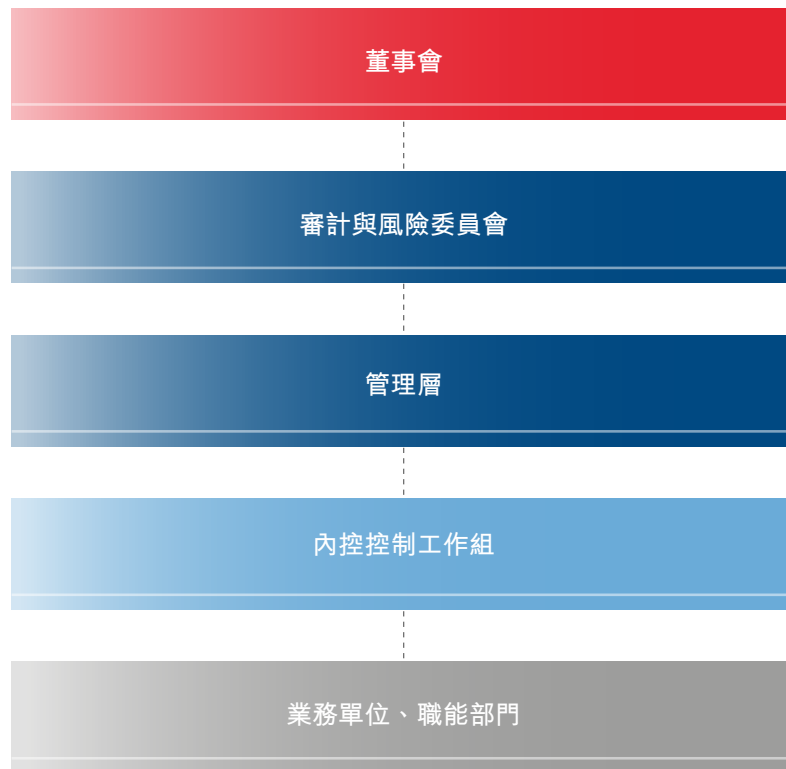 董事會
審計與風險委員會
管理層
內控控制工作組
業務單位、職能部門